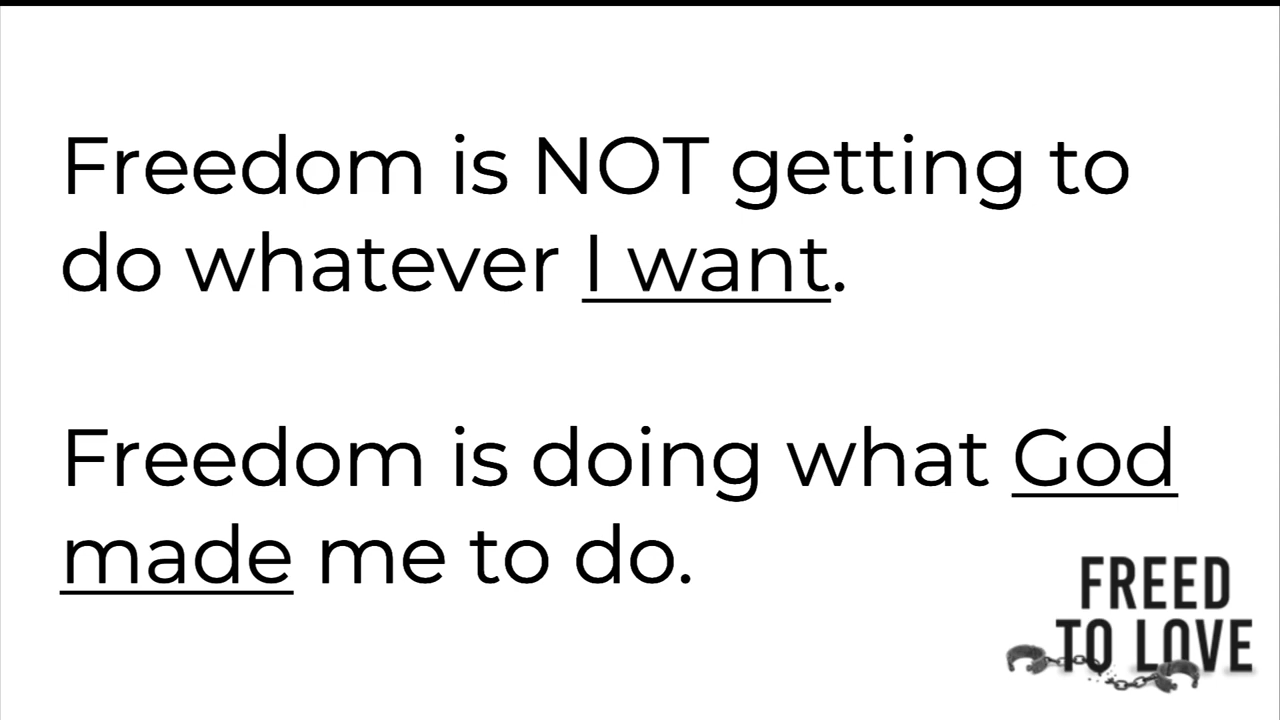 Freedom is NOT getting to
do whatever I want.
Freedom is doing what God
made me to do.
FREED
TO LOVE